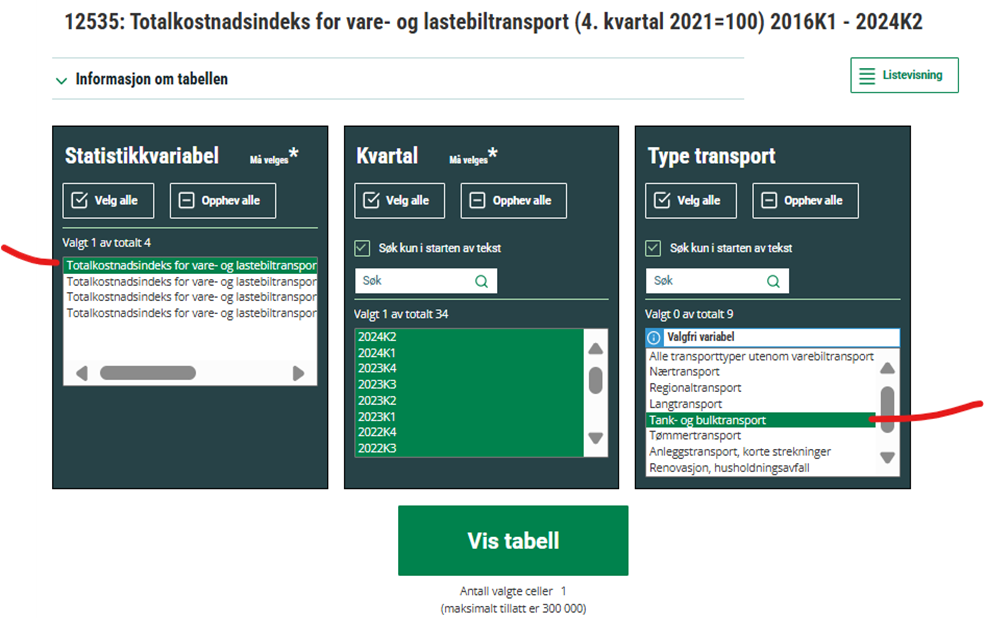 12535: Totalkostnadsindeks for vare- og lastebiltransport (4. kvartal 2021=100) 2016K1 - 2024K2
Informasjon om tabellen
Listevisning
Statistikkvariabel Må velges*
Velg alle
Opphev alle
Valgt 1 av totalt 4
Totalkostnadsindeks for vare- og lastebiltranspor
Totalkostnadsindeks for vare- og lastebiltranspor
Totalkostnadsindeks for vare- og lastebiltranspor
Totalkostnadsindeks for vare- og lastebiltranspor
Kvartal Må velges*
Velg alle
Opphev alle
Søk kun i starten av tekst
Søk
Valgt 1 av totalt 34
2024K2
2024K1
2023K4
2023K3
2023K2
2023K1
2022K4
2022K3
Type transport
Velg alle
Opphev alle
Søk kun i starten av tekst
Søk
Valgt 0 av totalt 9
Valgfri variabel
Alle transporttyper utenom varebiltransport
Nærtransport
Regionaltransport
Langtransport
Tank- og bulktransport
Tømmertransport
Anleggstransport, korte strekninger
Renovasjon, husholdningsavfall
Vis tabell
Antall valgte celler 1
(maksimalt tillatt er 300 000)